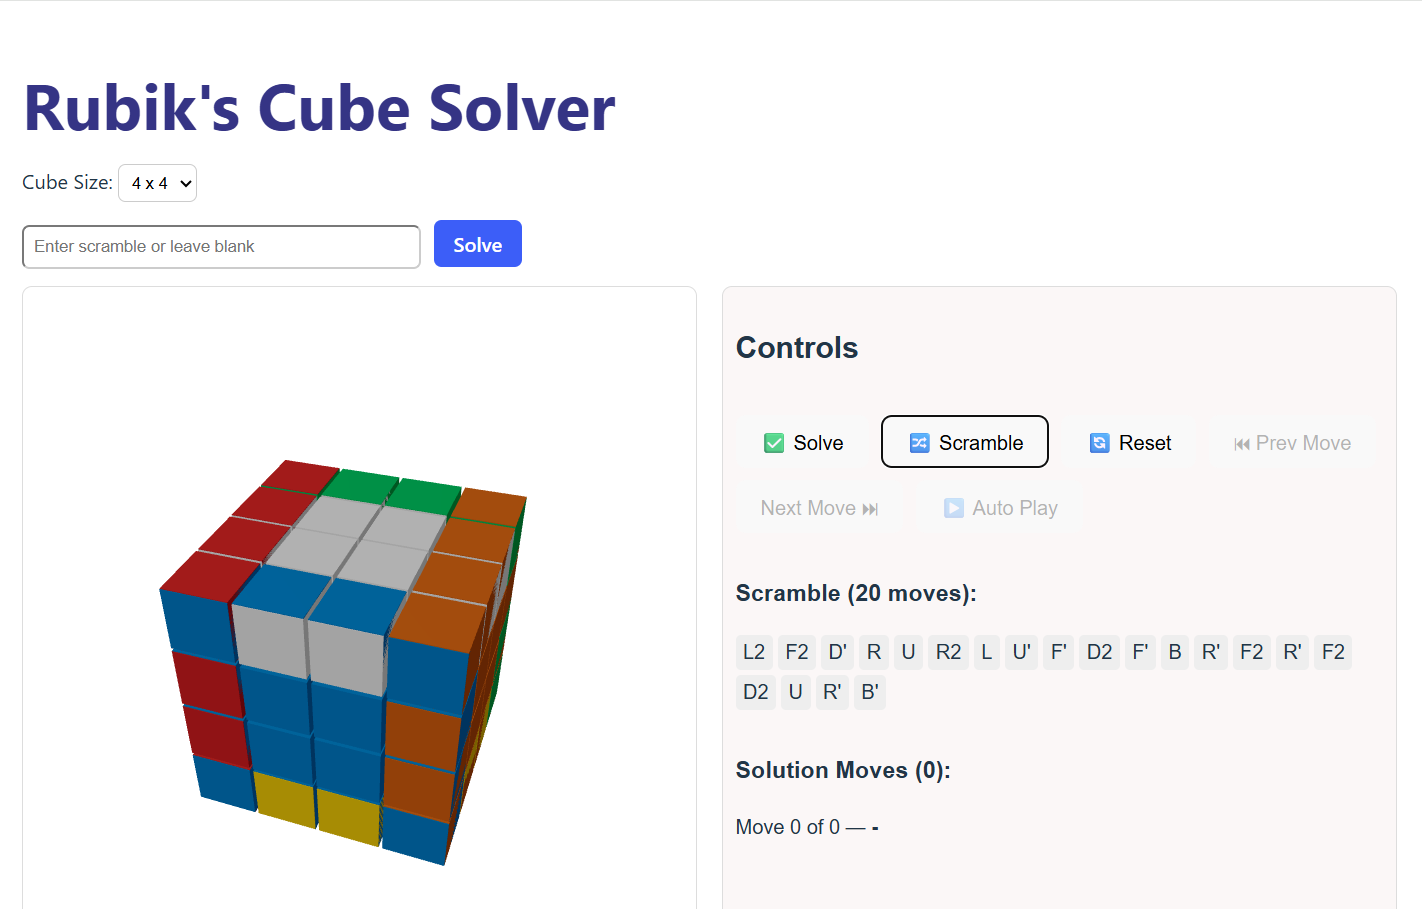 Rubik's Cube Solver
Cube Size: 4 x 4
Enter scramble or leave blank
Solve
Controls
✅ Solve
🔀 Scramble
🔄 Reset
⏮ Prev Move
Next Move ⏭
▶️ Auto Play
Scramble (20 moves):
L2 F2 D' R U R2 L U' F' D2 F' B R' F2 R' F2
D2 U R' B'
Solution Moves (0):
Move 0 of 0 — -